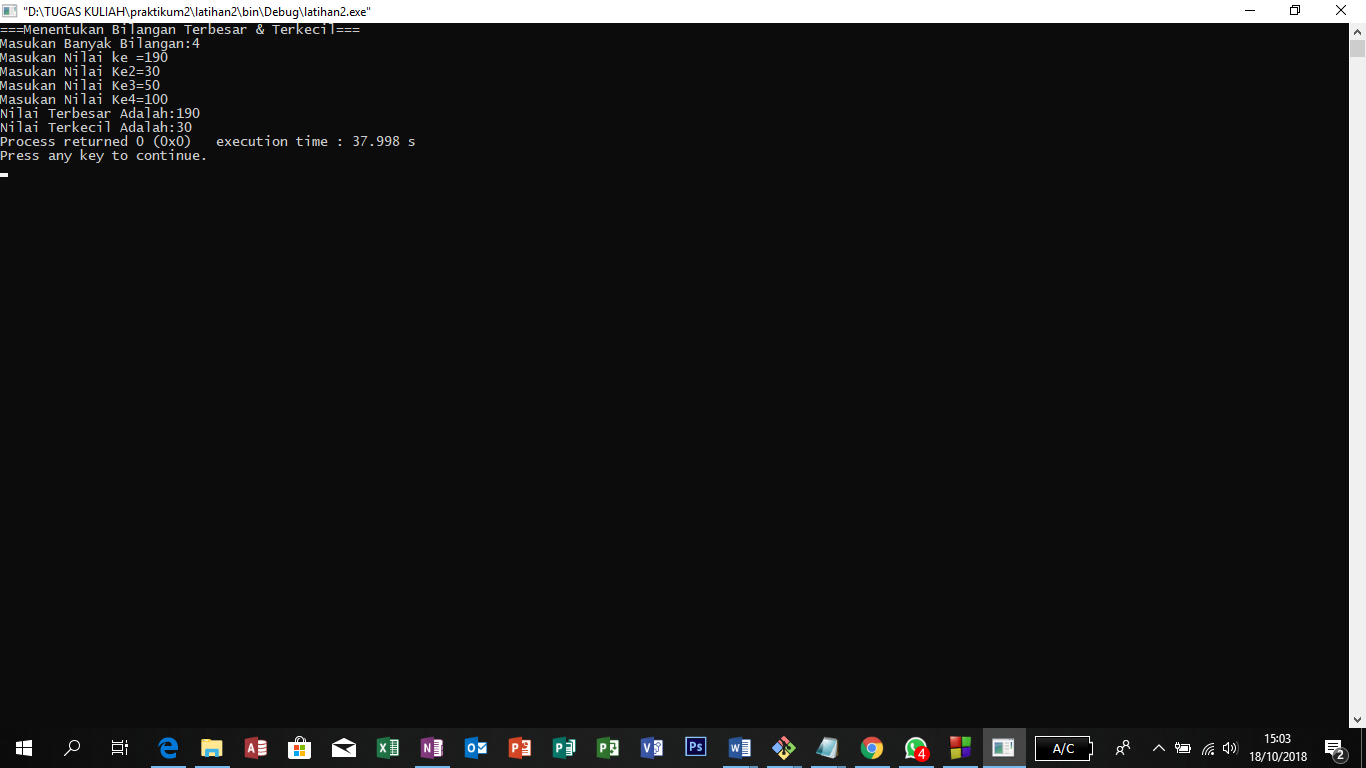 "D:\TUGAS KULIAH\praktikum2\latihan2\bin\Debug\latihan2.exe"
===Menentukan Bilangan Terbesar & Terkecil===
Masukan Banyak Bilangan:4
Masukan Nilai ke =190
Masukan Nilai Ke2=30
Masukan Nilai Ke3=50
Masukan Nilai Ke4=100
Nilai Terbesar Adalah:190
Nilai Terkecil Adalah:30
Process returned 0 (0x0)   execution time : 37.998 s
Press any key to continue.
Ps
4
A/C
15:03
18/10/2018
2